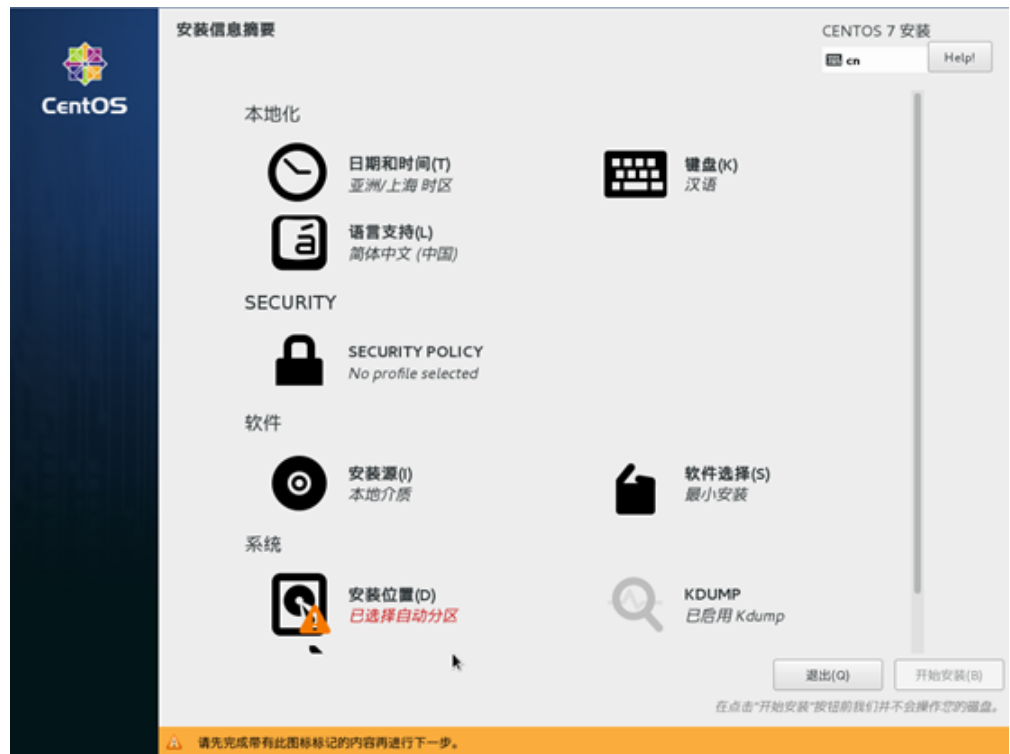 安装信息摘要
CENTOS 7 安装
cn
Help!
CentOS
本地化
日期和时间(T)
亚洲/上海 时区
键盘(K)
汉语
语言支持(L)
简体中文 (中国)
SECURITY
SECURITY POLICY
No profile selected
软件
安装源(I)
本地介质
软件选择(S)
最小安装
系统
安装位置(D)
已选择自动分区
KDUMP
已启用 Kdump
退出(Q)
开始安装(B)
在点击"开始安装"按钮前我们并不会操作您的磁盘。
请先完成带有此图标标记的内容再进行下一步。